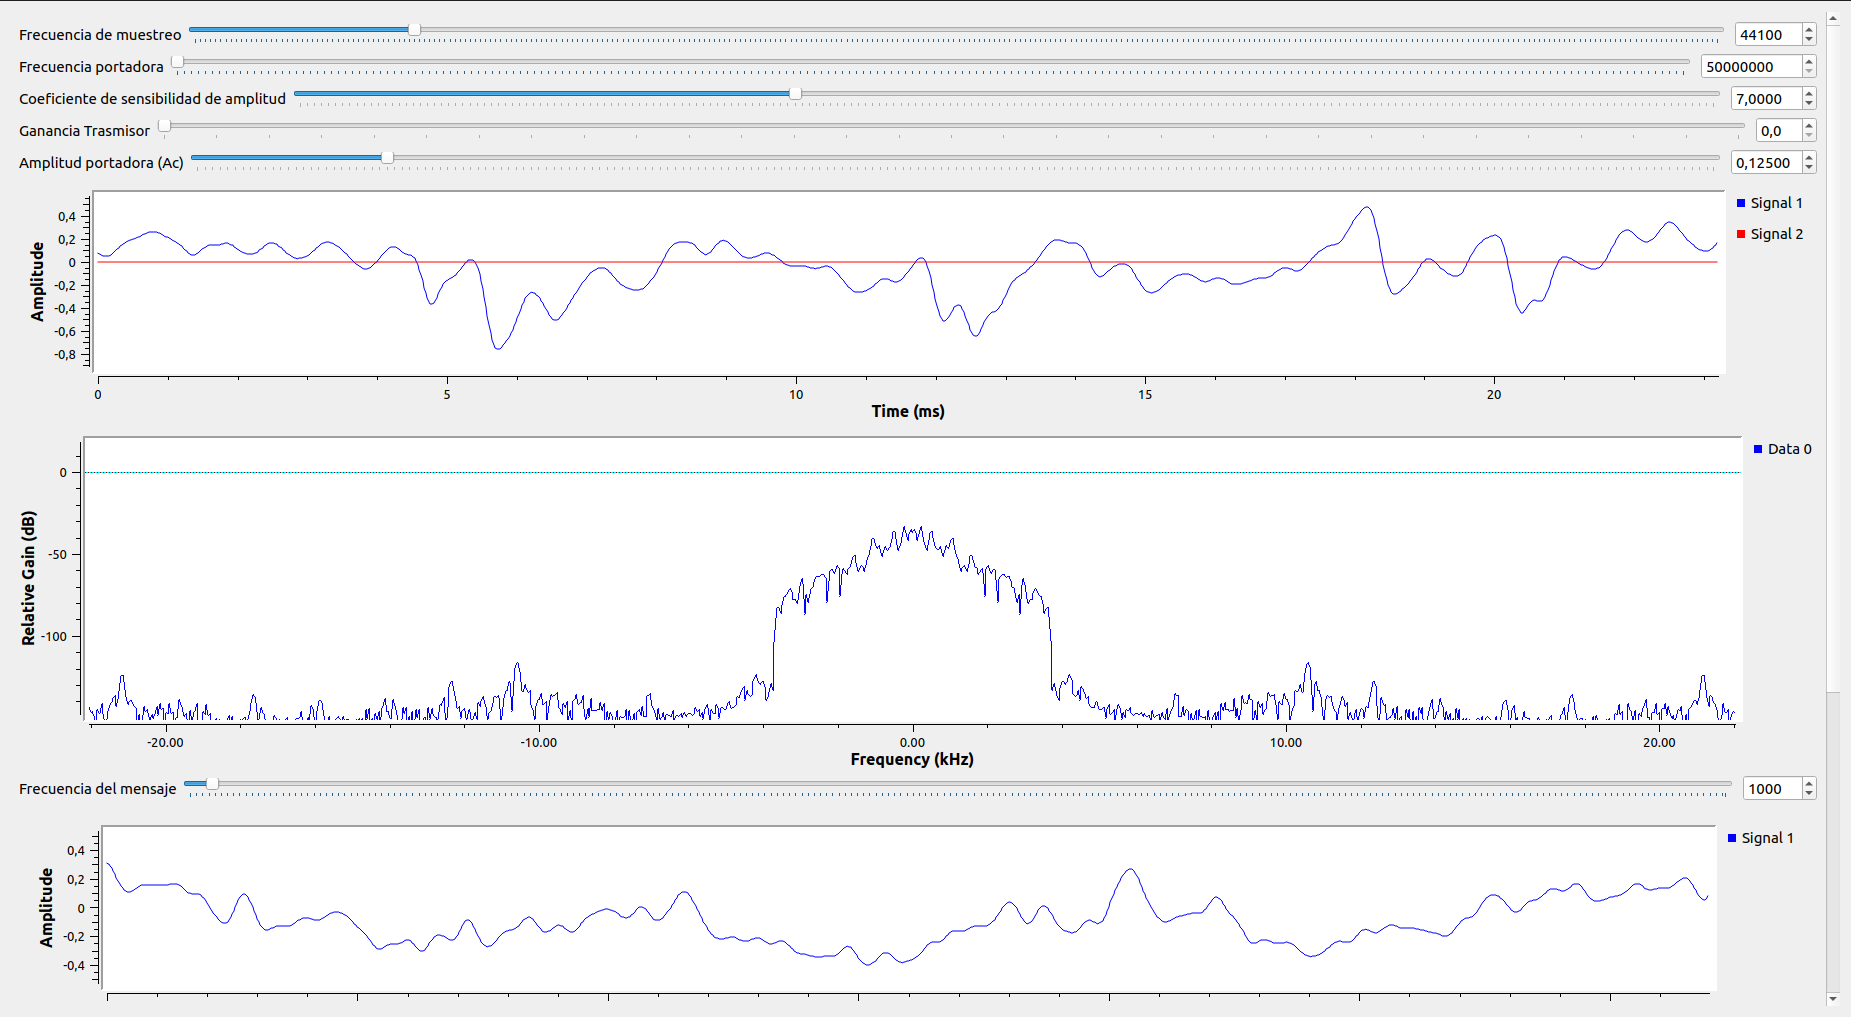 Frecuencia de muestreo 44100
Frecuencia portadora 50000000
Coeficiente de sensibilidad de amplitud 7,0000
Ganancia Trasmisor 0,0
Amplitud portadora (Ac) 0,12500
Amplitude
0,4
0,2
0
-0,2
-0,4
-0,6
-0,8
Signal 1
Signal 2
0 5 10 15 20
Time (ms)
Relative Gain (dB)
0
-50
-100
Data 0
-20.00 -10.00 0.00 10.00 20.00
Frequency (kHz)
Frecuencia del mensaje 1000
Amplitude
0,4
0,2
0
-0,2
-0,4
Signal 1